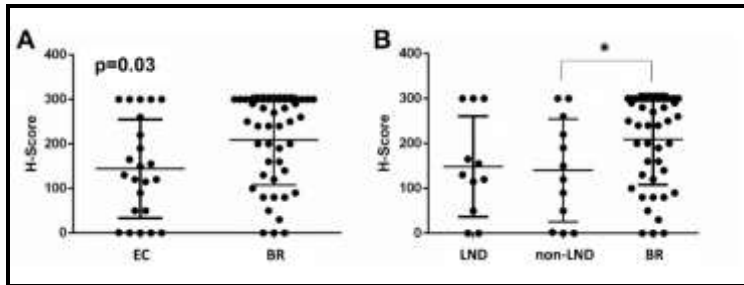 A
p=0.03
H-Score
400
300
200
100
0
EC
BR
B
*
H-Score
400
300
200
100
0
LND
non-LND
BR